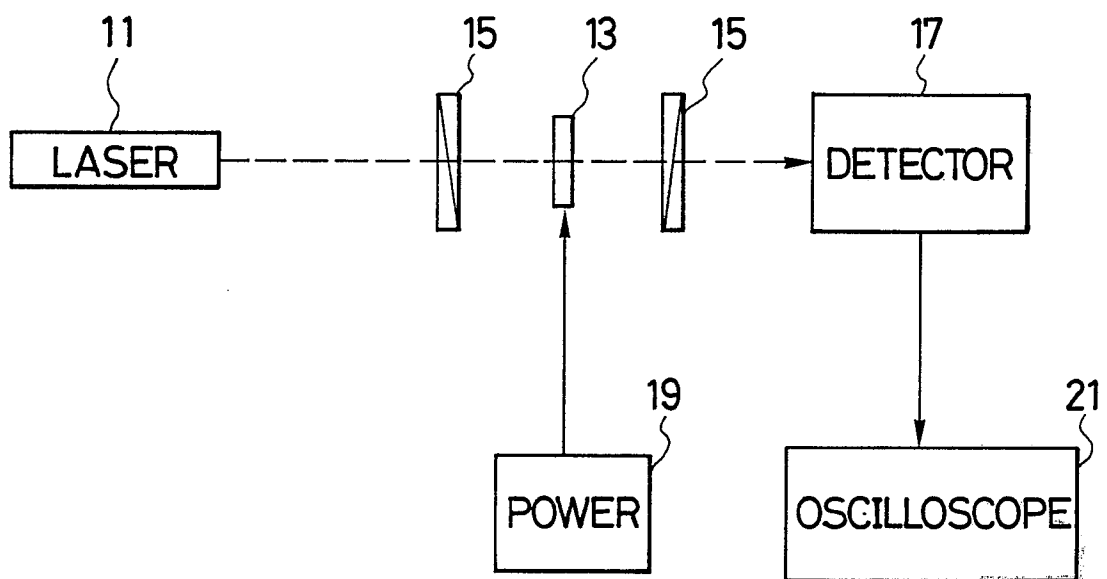 11
15
13
15
17
LASER
DETECTOR
19
21
POWER
OSCILLOSCOPE